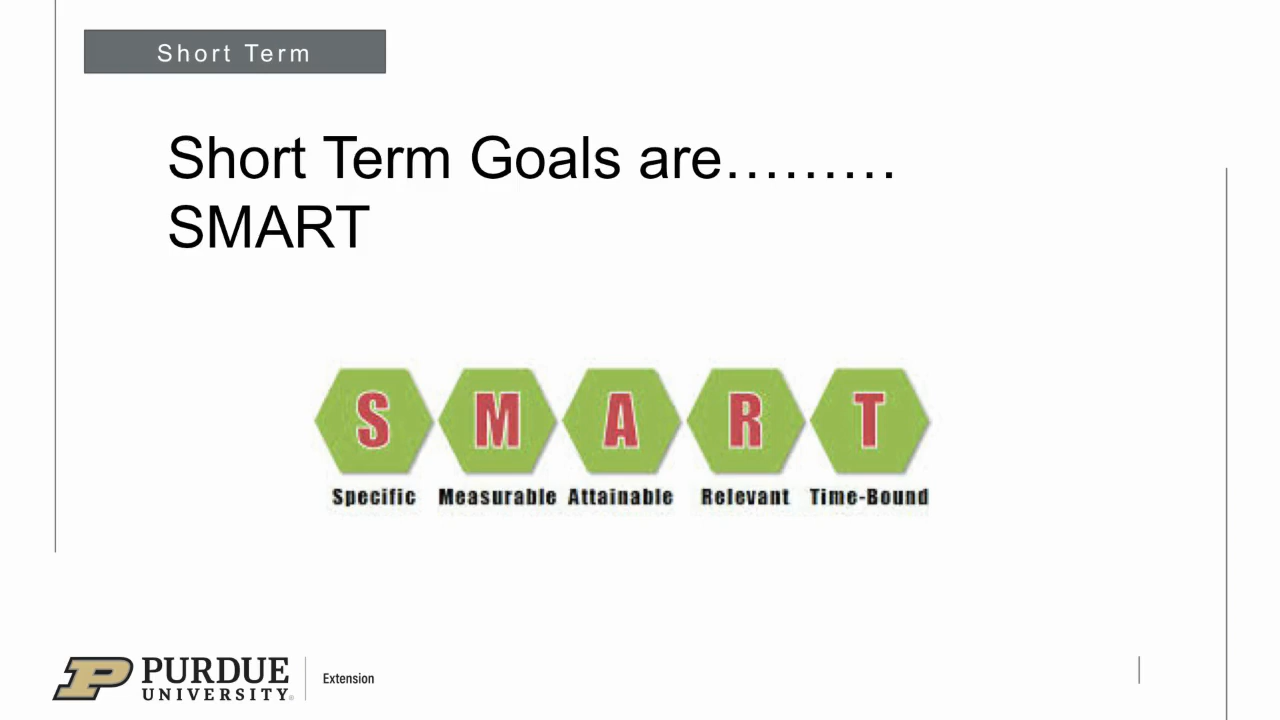 Short Term
Short Term Goals are………
SMART
S M A R T
Specific Measurable Attainable Relevant Time-Bound
PURDUE
UNIVERSITY®
Extension